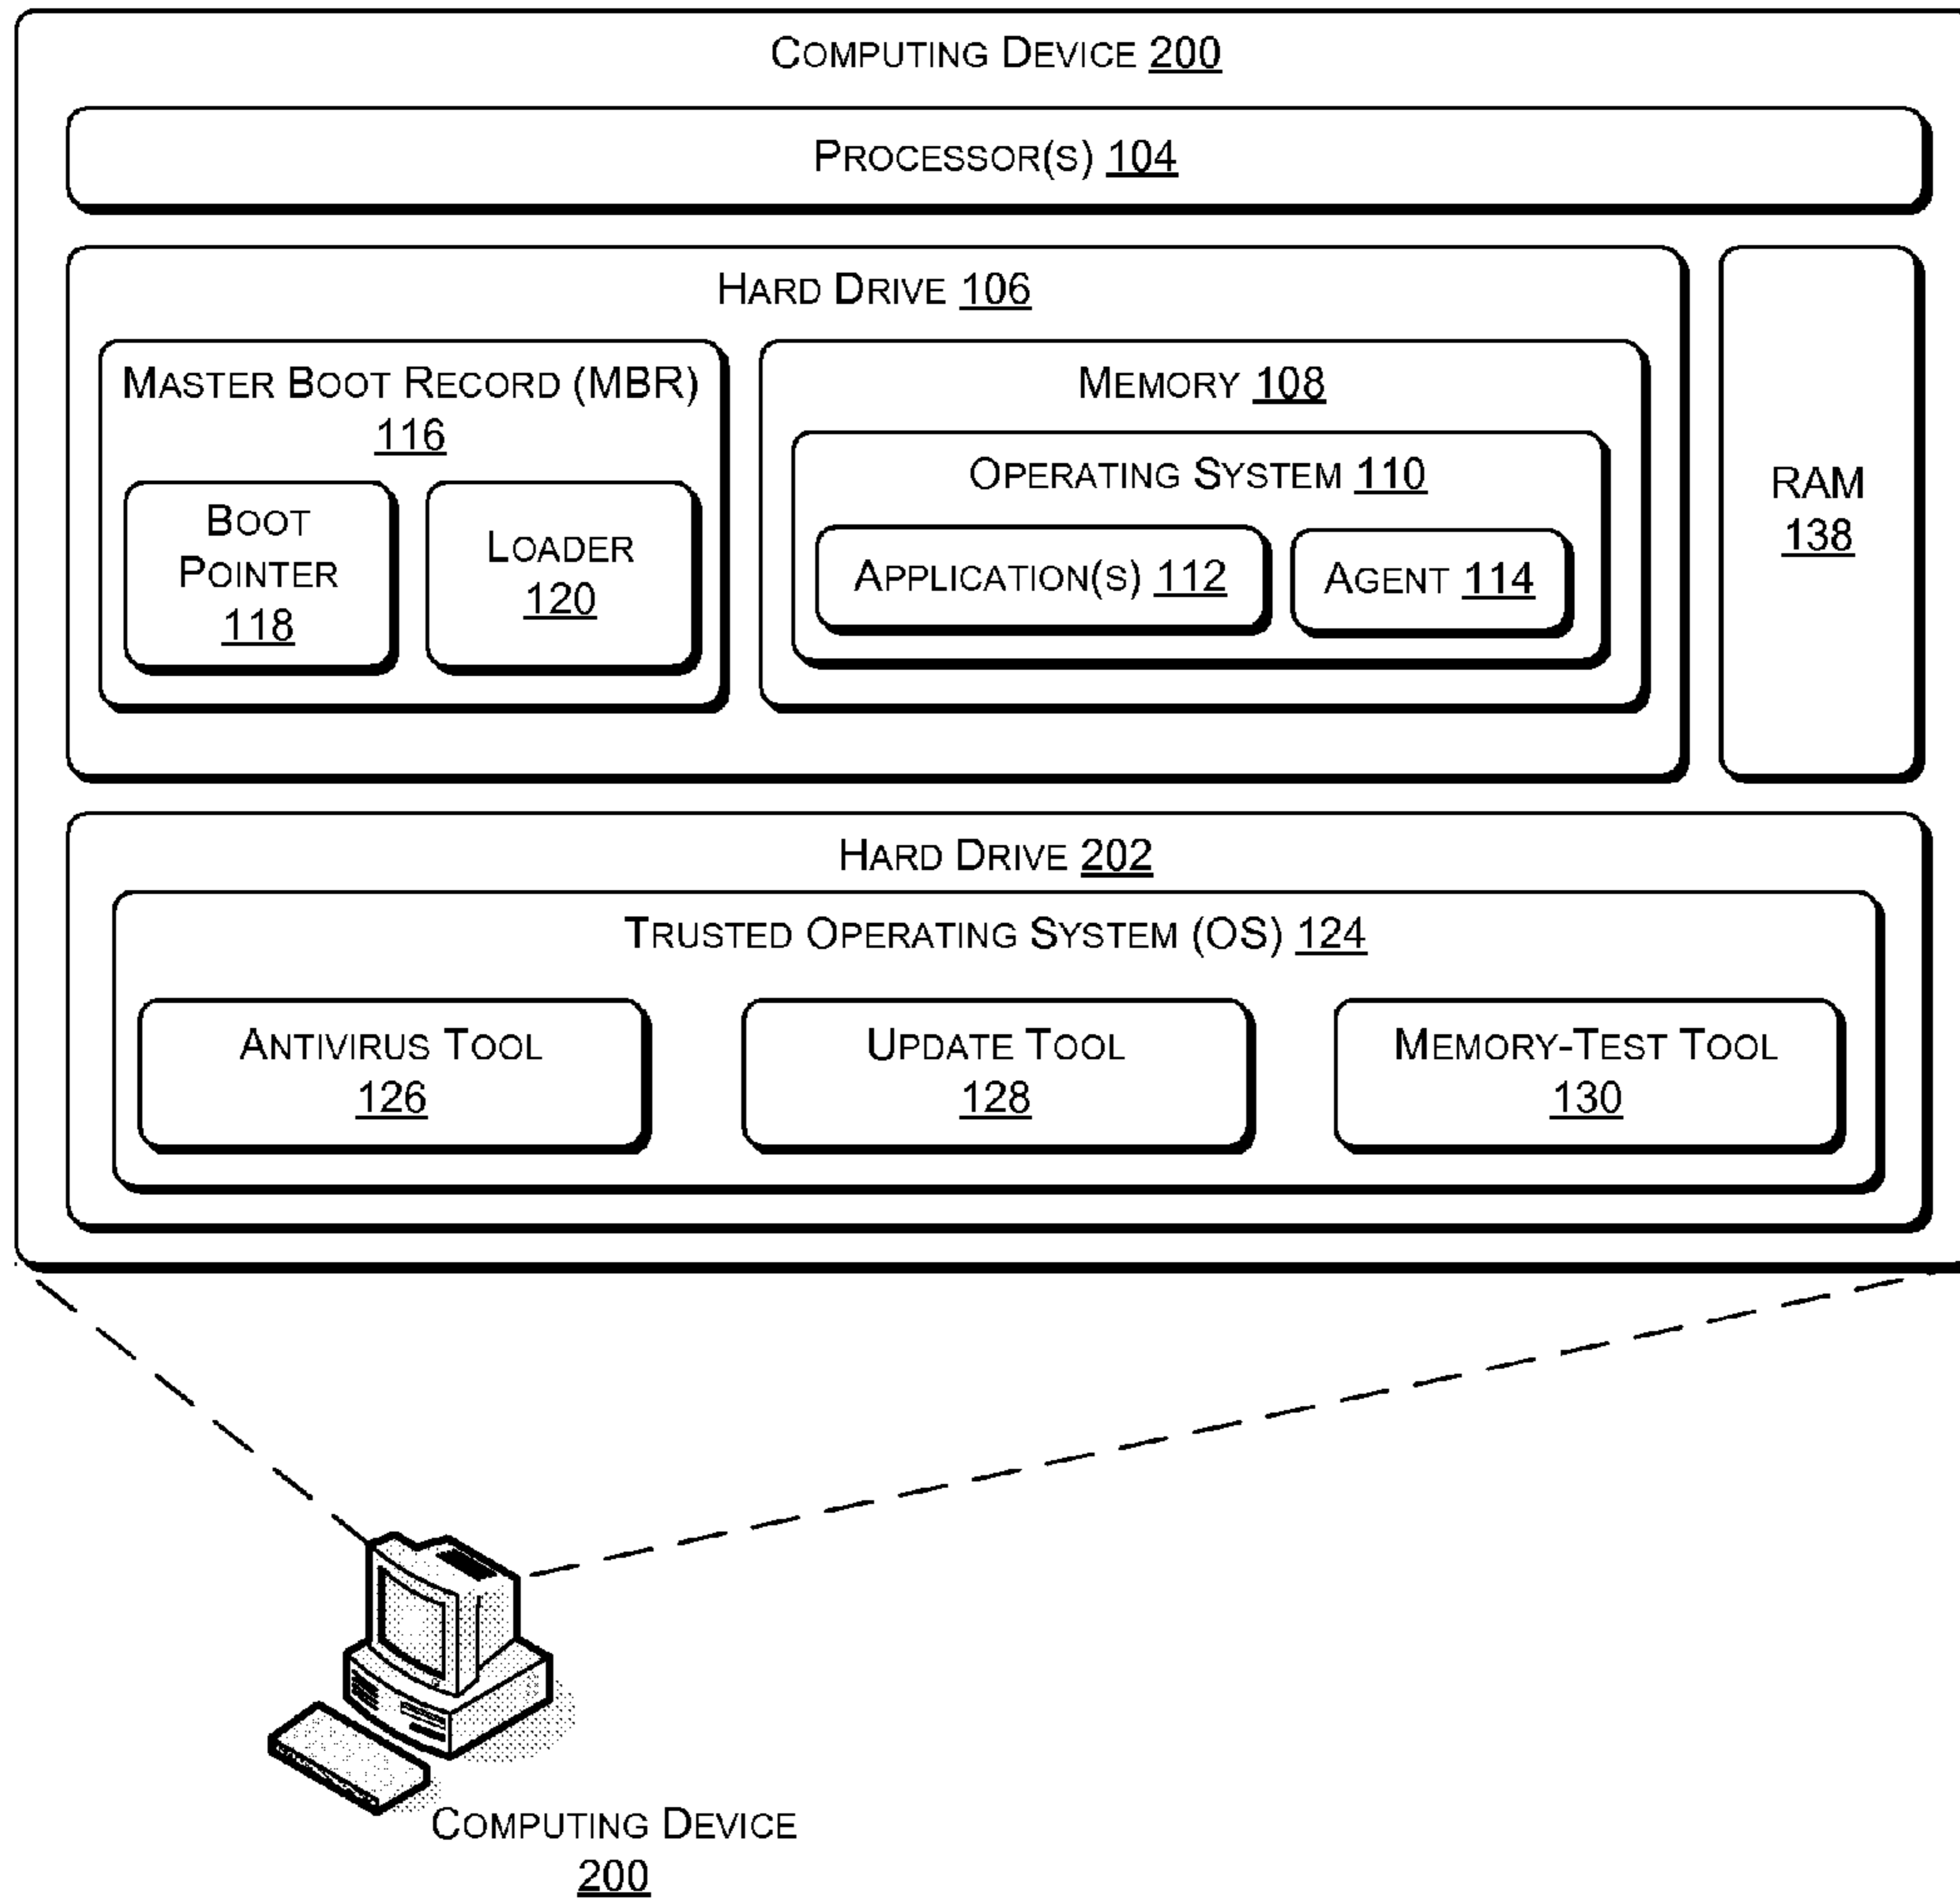 COMPUTING DEVICE 200
PROCESSOR(S) 104
HARD DRIVE 106
MASTER BOOT RECORD (MBR)
116
BOOT
POINTER
118
LOADER
120
MEMORY 108
OPERATING SYSTEM 110
APPLICATION(S) 112
AGENT 114
RAM
138
HARD DRIVE 202
TRUSTED OPERATING SYSTEM (OS) 124
ANTIVIRUS TOOL
126
UPDATE TOOL
128
MEMORY-TEST TOOL
130
COMPUTING DEVICE
200